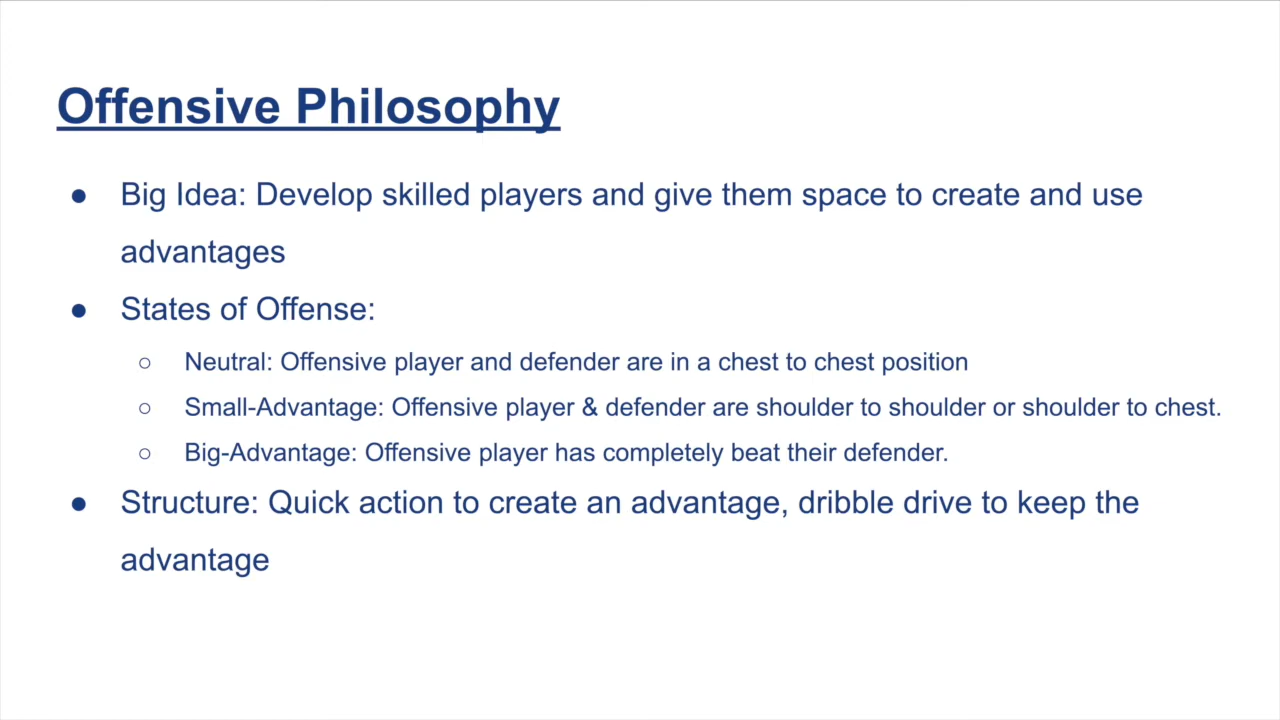 Offensive Philosophy
● Big Idea: Develop skilled players and give them space to create and use
advantages
● States of Offense:
○ Neutral: Offensive player and defender are in a chest to chest position
○ Small-Advantage: Offensive player & defender are shoulder to shoulder or shoulder to chest.
○ Big-Advantage: Offensive player has completely beat their defender.
● Structure: Quick action to create an advantage, dribble drive to keep the
advantage